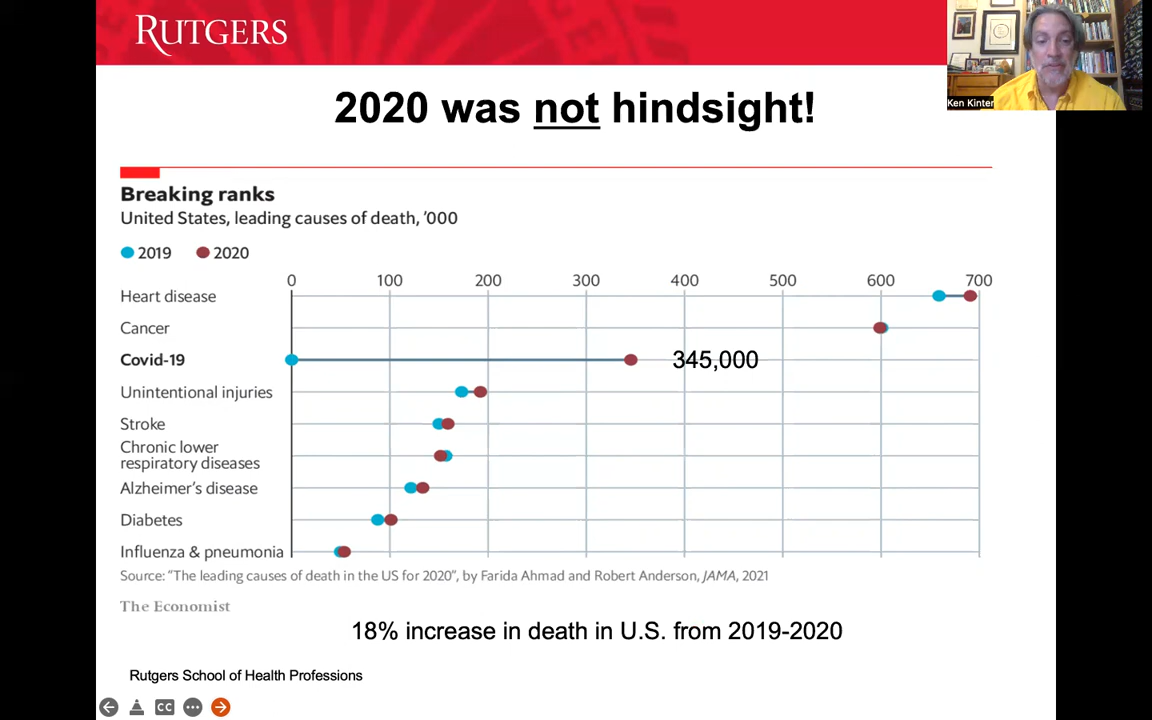 RUTGERS
Ken Kinter
2020 was not hindsight!
Breaking ranks
United States, leading causes of death, ’000
2019 2020
0 100 200 300 400 500 600 700
Heart disease
Cancer
Covid-19 345,000
Unintentional injuries
Stroke
Chronic lower
respiratory diseases
Alzheimer’s disease
Diabetes
Influenza & pneumonia
Source: “The leading causes of death in the US for 2020”, by Farida Ahmad and Robert Anderson, JAMA, 2021
The Economist
18% increase in death in U.S. from 2019-2020
Rutgers School of Health Professions
CC